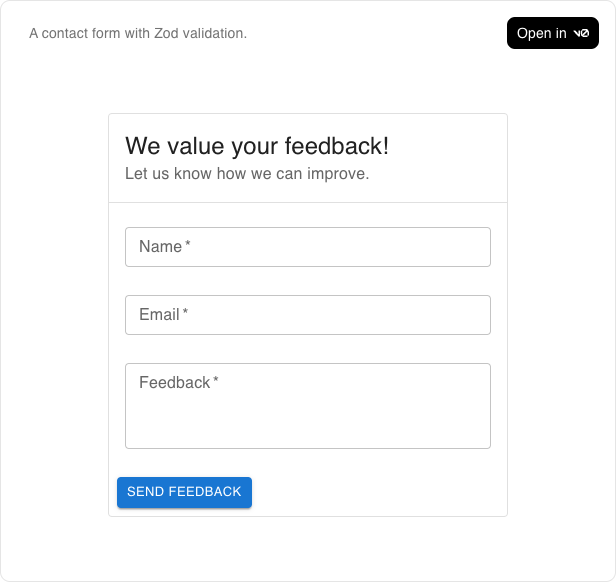 A contact form with Zod validation.
Open in v0
We value your feedback!
Let us know how we can improve.
Name *
Email *
Feedback *
SEND FEEDBACK